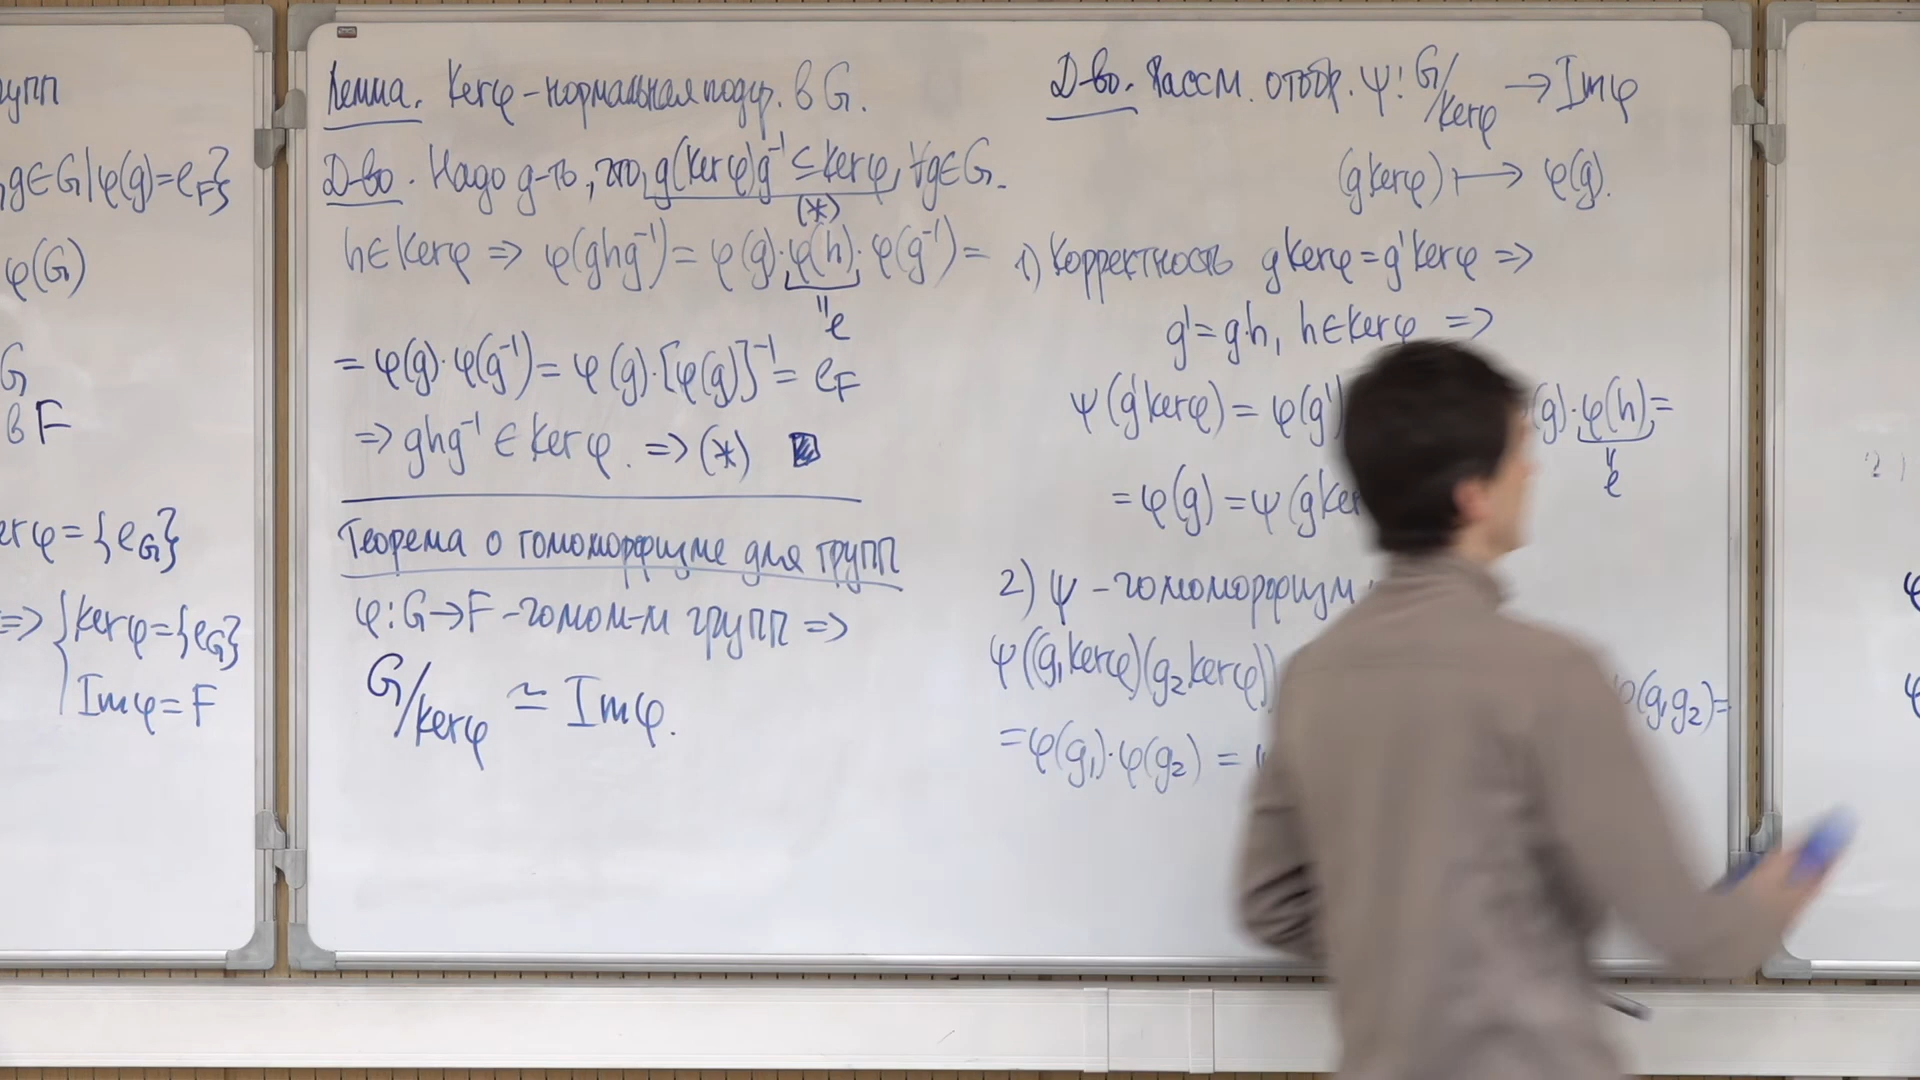 g∈G|φ(g)=e_F}
φ(G)
G
в F
erφ={e_G}
=> {Kerφ={e_G}
Imφ=F
Лемма. Kerφ – нормальная подгр. в G.
Д-во. Надо д-ть, что g(Kerφ)g⁻¹ ⊆ Kerφ, ∀g∈G.
(*)
h∈Kerφ => φ(ghg⁻¹) = φ(g)·φ(h)·φ(g⁻¹) =
"e
= φ(g)·φ(g⁻¹) = φ(g)·[φ(g)]⁻¹ = e_F
=> ghg⁻¹ ∈ Kerφ. => (*)
Теорема о гомоморфизме для групп
φ: G→F – гомом-м групп =>
G/Kerφ ≃ Imφ.
Д-во. Рассм. отобр. ψ: G/Kerφ → Imφ
(gKerφ) ↦ φ(g).
1) Корректность gKerφ = g'Kerφ =>
g' = g·h, h∈Kerφ =>
ψ(g'Kerφ) = φ(g') (g)·φ(h) =
"e
= φ(g) = ψ(gKer
2) ψ – гомоморфизм
ψ((g₁Kerφ)(g₂Kerφ)) φ(g₁g₂) =
= φ(g₁)·φ(g₂) =